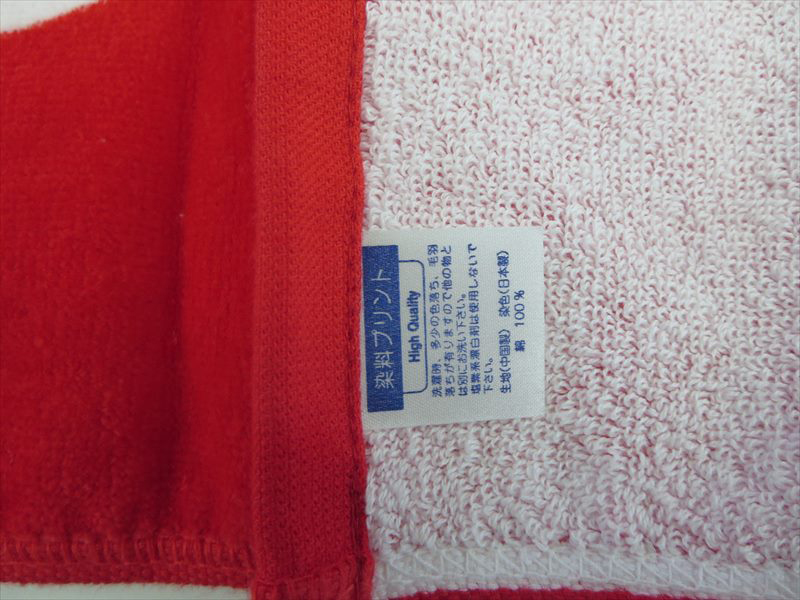 染料プリント
High Quality
洗濯時、多少の色落ち、毛羽
落ちが有りますので他の物と
は別にお洗い下さい。
塩素系漂白剤は使用しないで
下さい。
生地(中国製) 染色(日本製)
綿 100%